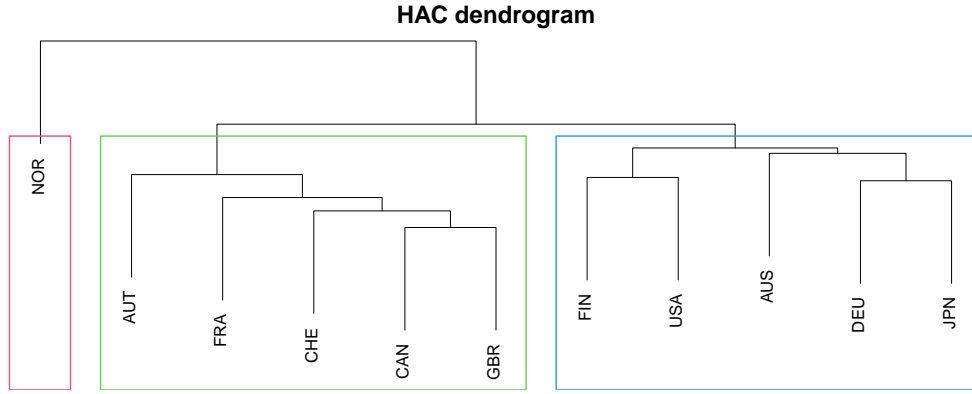 HAC dendrogram
NOR
AUT
FRA
CHE
CAN
GBR
FIN
USA
AUS
DEU
JPN